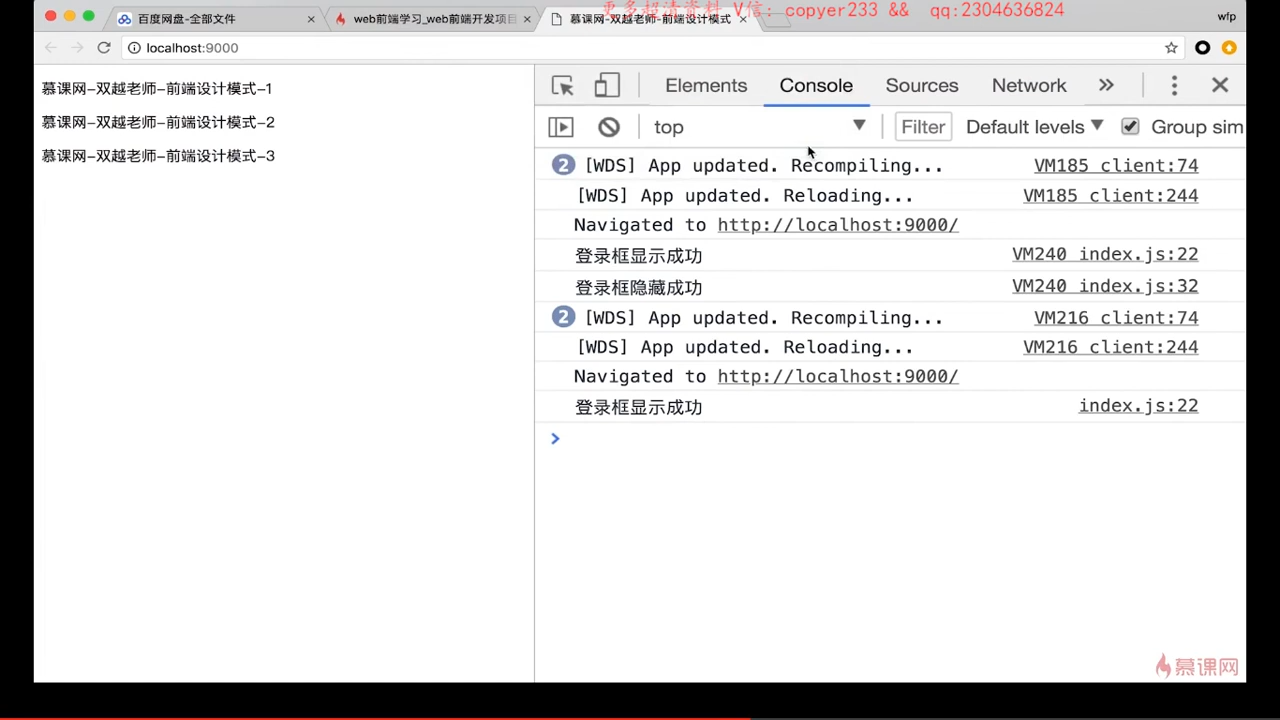 更多超清资料 V信: copyer233 && qq:2304636824
百度网盘-全部文件
web前端学习_web前端开发项目
慕课网-双越老师-前端设计模式
wfp
localhost:9000
慕课网-双越老师-前端设计模式-1
慕课网-双越老师-前端设计模式-2
慕课网-双越老师-前端设计模式-3
Elements Console Sources Network
top Filter Default levels Group sim
2 [WDS] App updated. Recompiling... VM185 client:74
[WDS] App updated. Reloading... VM185 client:244
Navigated to http://localhost:9000/
登录框显示成功 VM240 index.js:22
登录框隐藏成功 VM240 index.js:32
2 [WDS] App updated. Recompiling... VM216 client:74
[WDS] App updated. Reloading... VM216 client:244
Navigated to http://localhost:9000/
登录框显示成功 index.js:22
慕课网